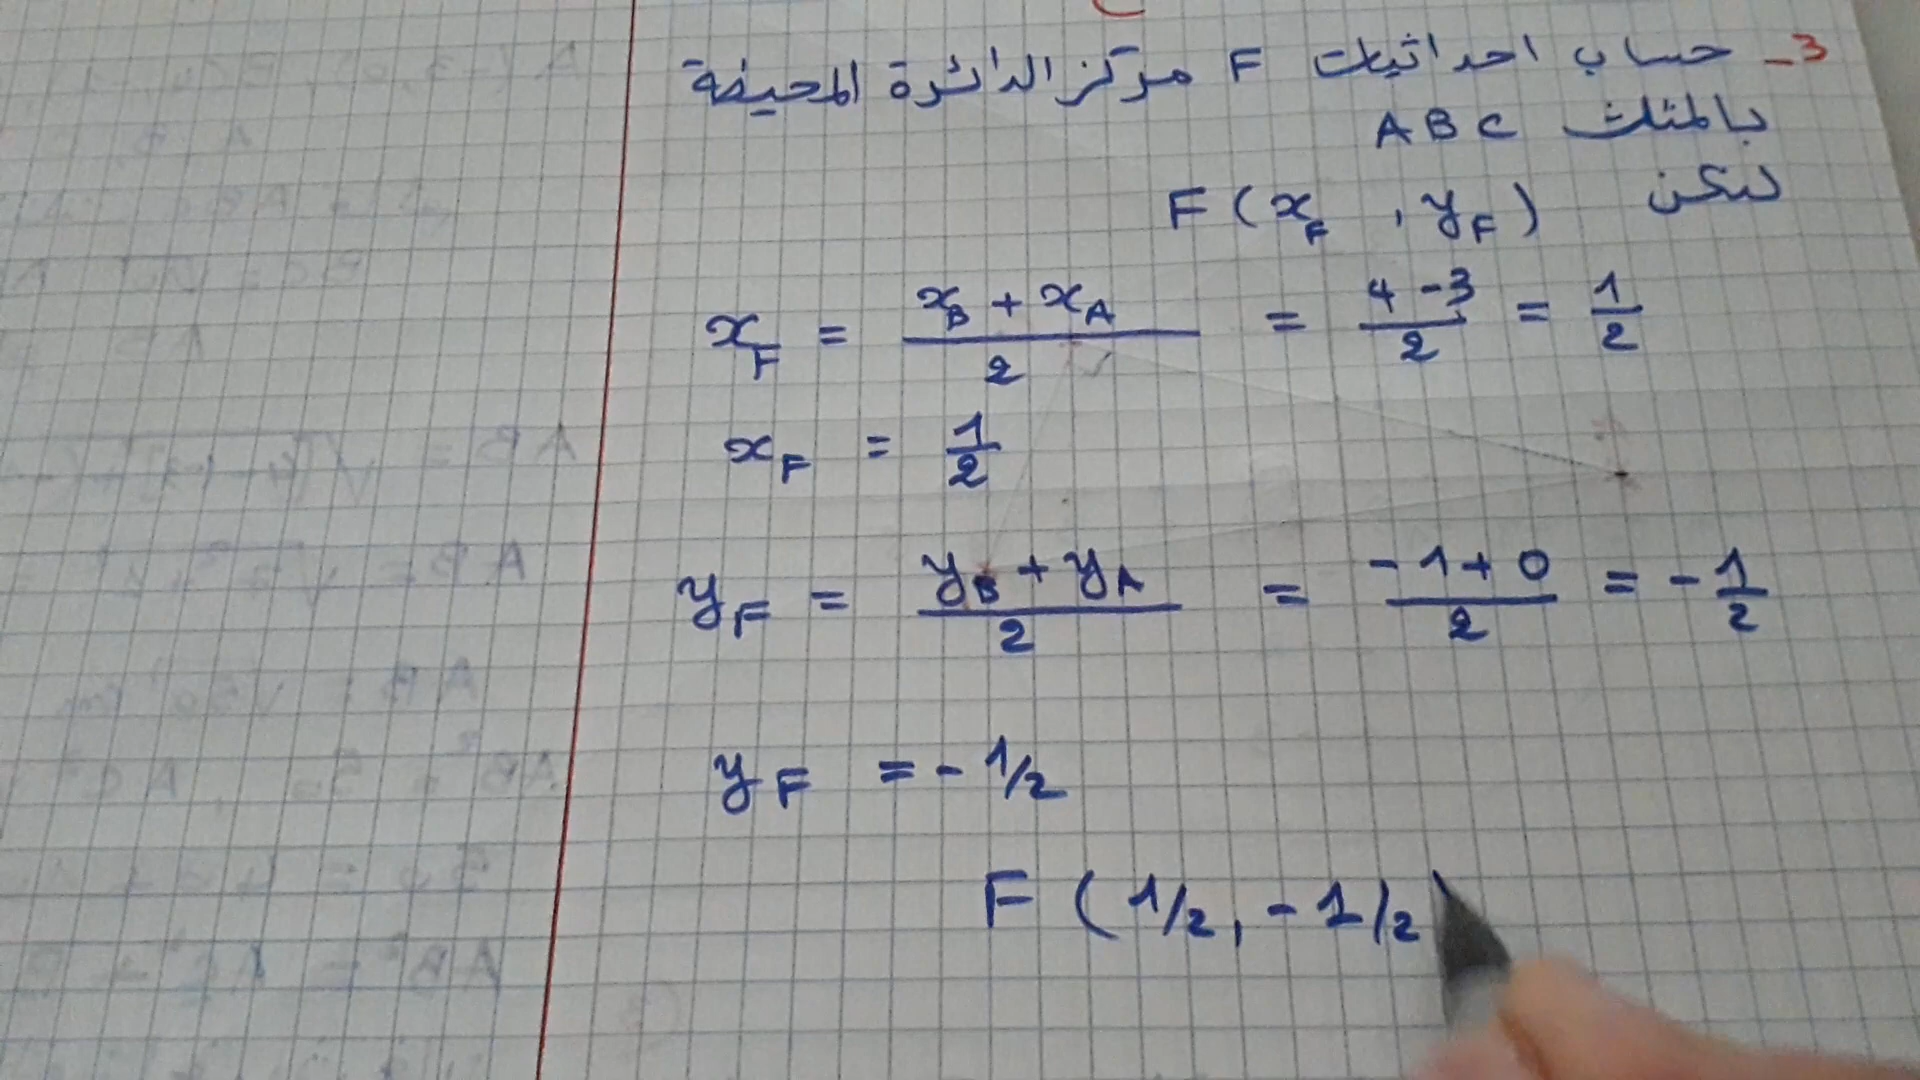 3- حساب احداثيات F مركز الدائرة المحيطة
بالمثلث ABC
لتكن F(x_F , y_F)
x_F = (x_B + x_A)/2 = (4-3)/2 = 1/2
x_F = 1/2
y_F = (y_B + y_A)/2 = (-1+0)/2 = -1/2
y_F = -1/2
F(1/2, -1/2)